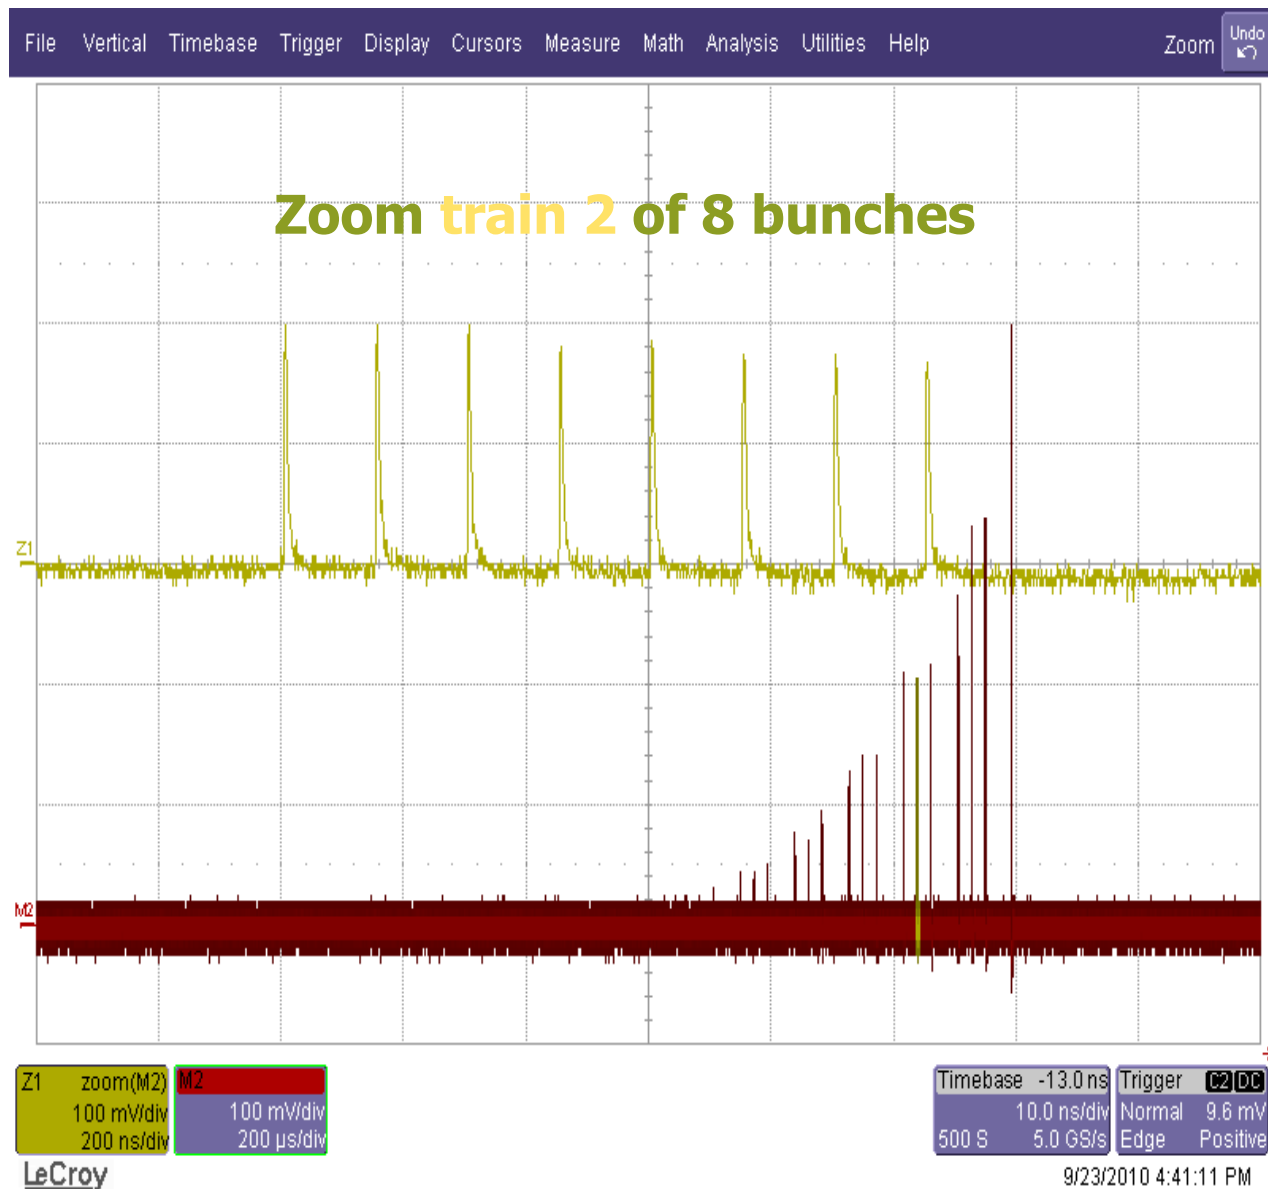 File Vertical Timebase Trigger Display Cursors Measure Math Analysis Utilities Help Zoom Undo
Zoom train 2 of 8 bunches
Z1
M2
Z1 zoom(M2)
100 mV/div
200 ns/div
M2
100 mV/div
200 µs/div
Timebase -13.0 ns
10.0 ns/div
500 S 5.0 GS/s
Trigger C2 DC
Normal 9.6 mV
Edge Positive
LeCroy
9/23/2010 4:41:11 PM